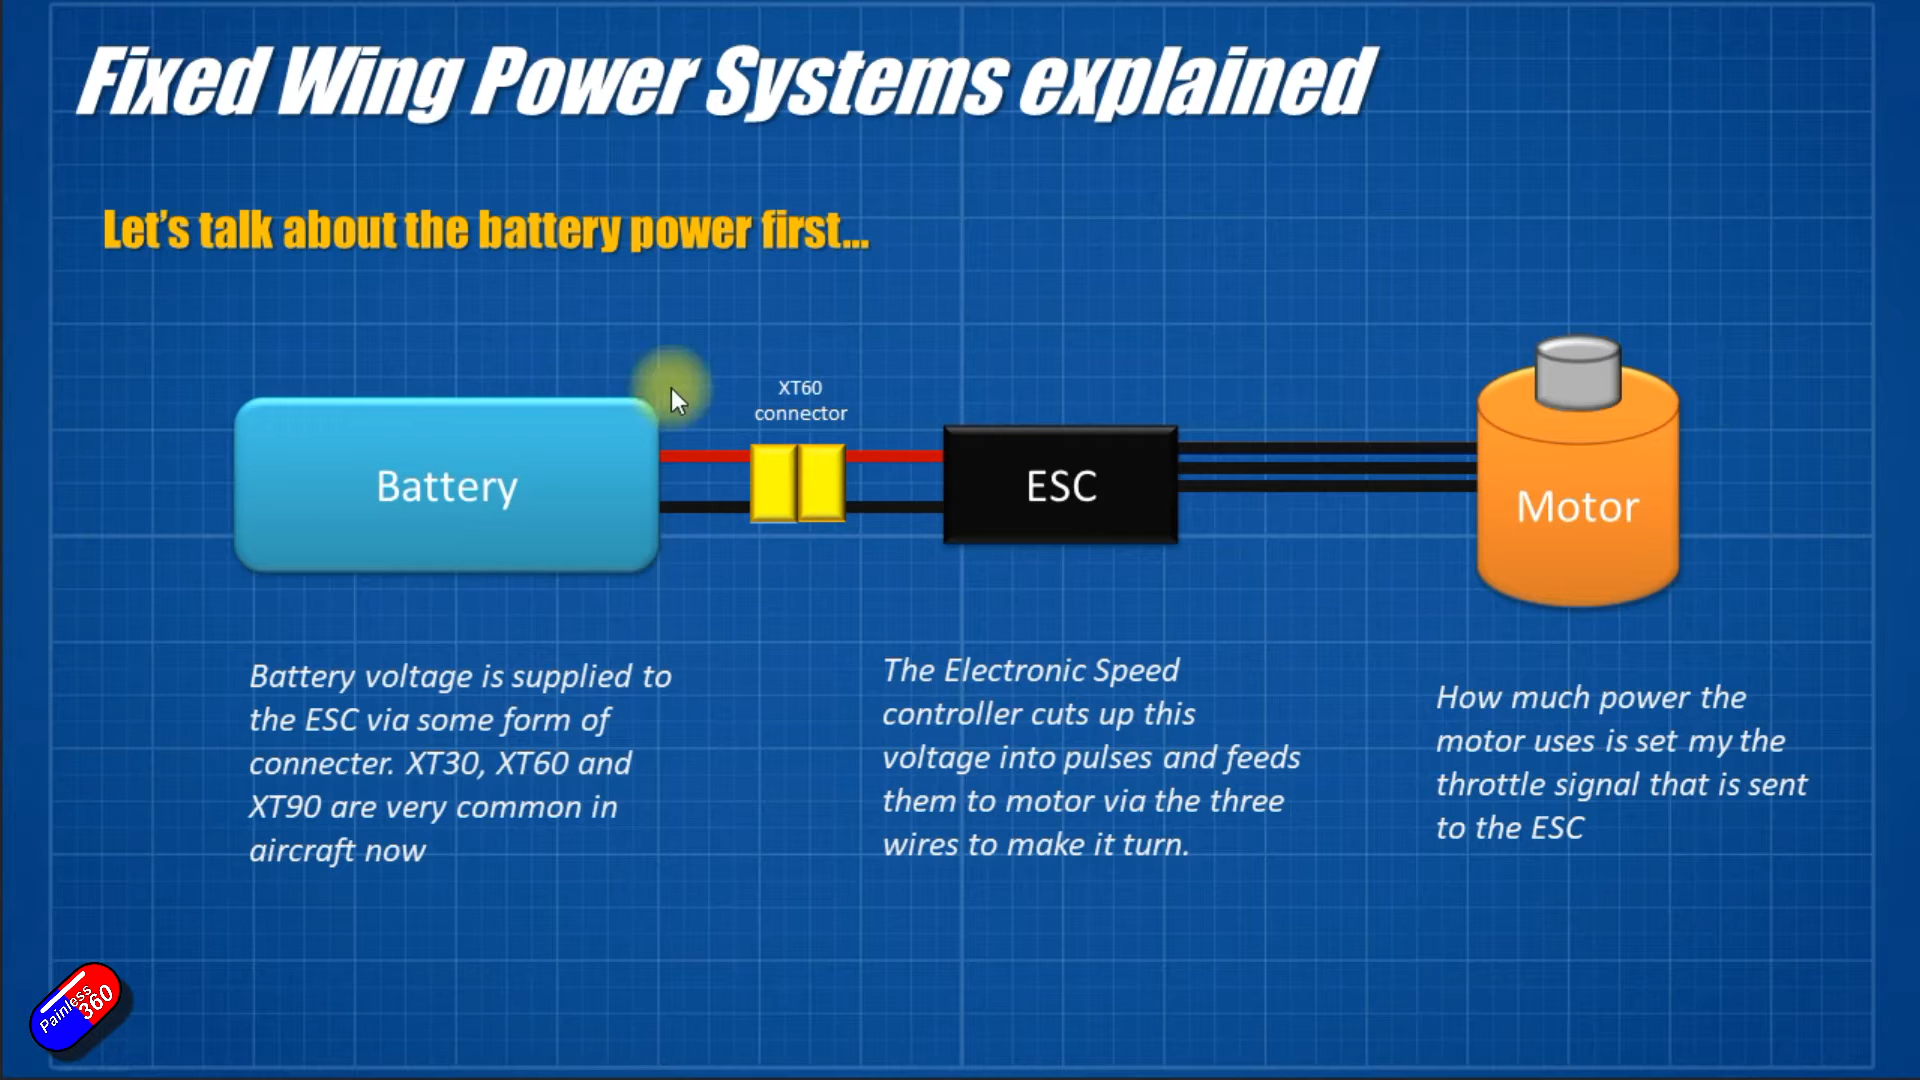 Fixed Wing Power Systems explained
Let's talk about the battery power first...
XT60
connector
Battery
ESC
Motor
Battery voltage is supplied to
the ESC via some form of
connecter. XT30, XT60 and
XT90 are very common in
aircraft now
The Electronic Speed
controller cuts up this
voltage into pulses and feeds
them to motor via the three
wires to make it turn.
How much power the
motor uses is set my the
throttle signal that is sent
to the ESC
Painless
360